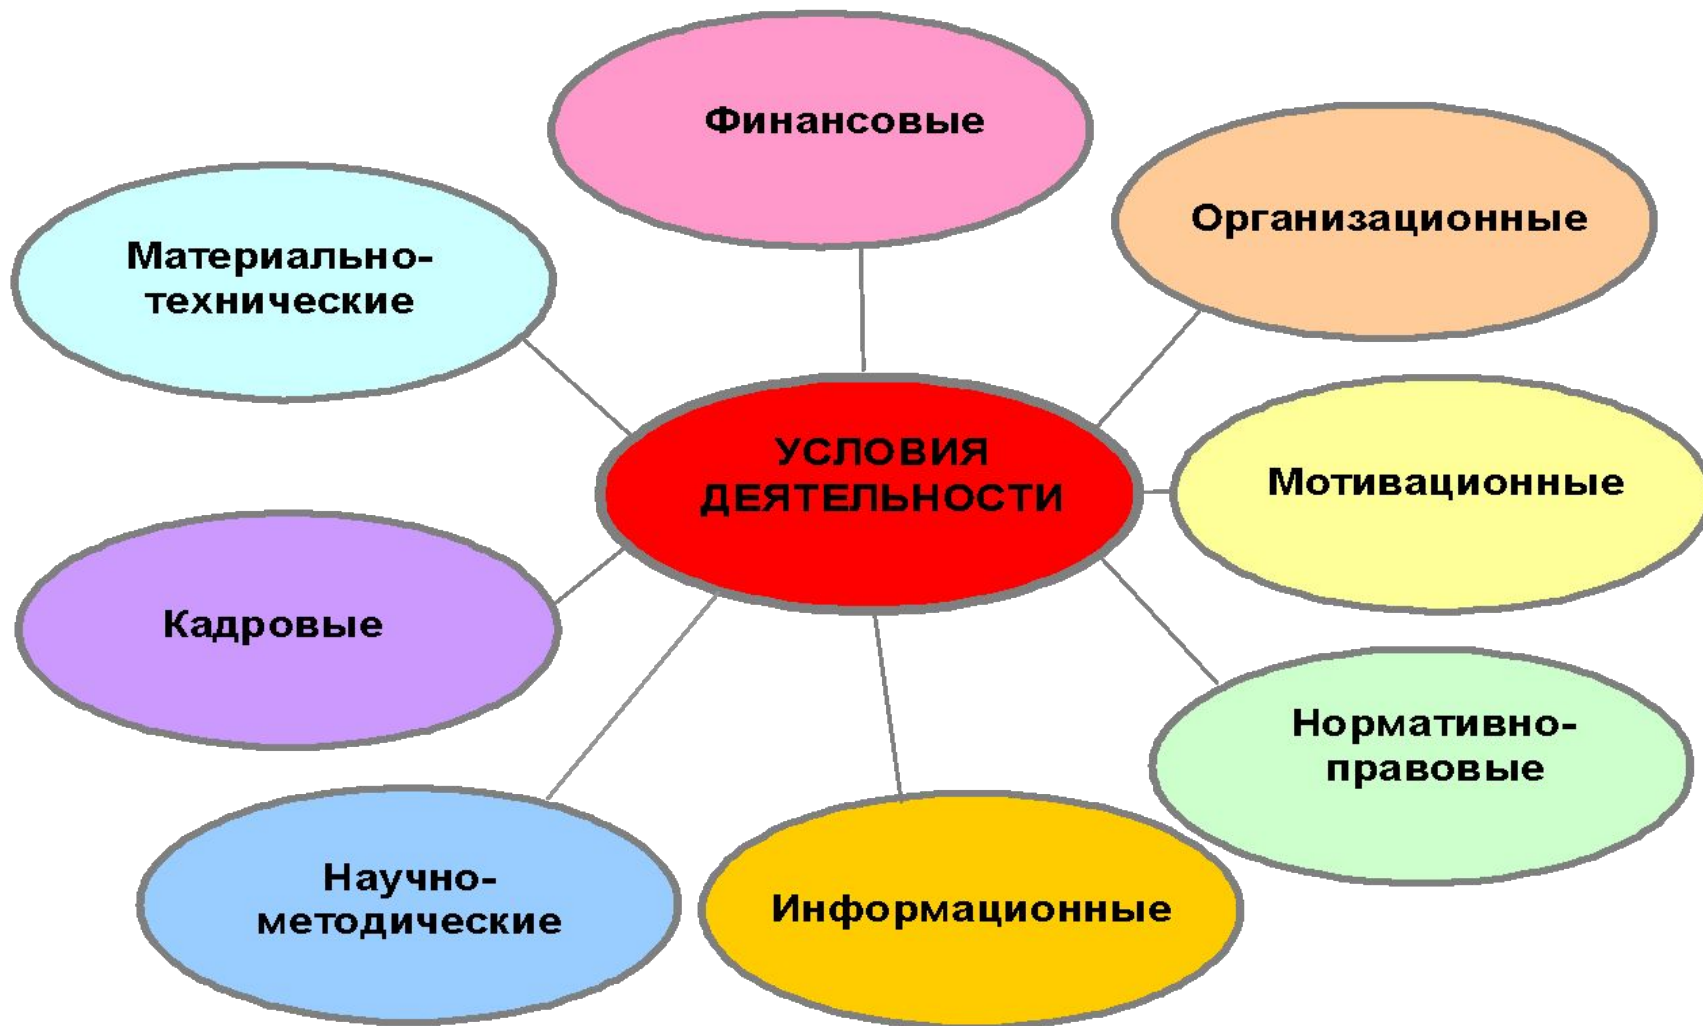 Финансовые
Организационные
Материально-
технические
УСЛОВИЯ
ДЕЯТЕЛЬНОСТИ
Мотивационные
Кадровые
Нормативно-
правовые
Научно-
методические
Информационные